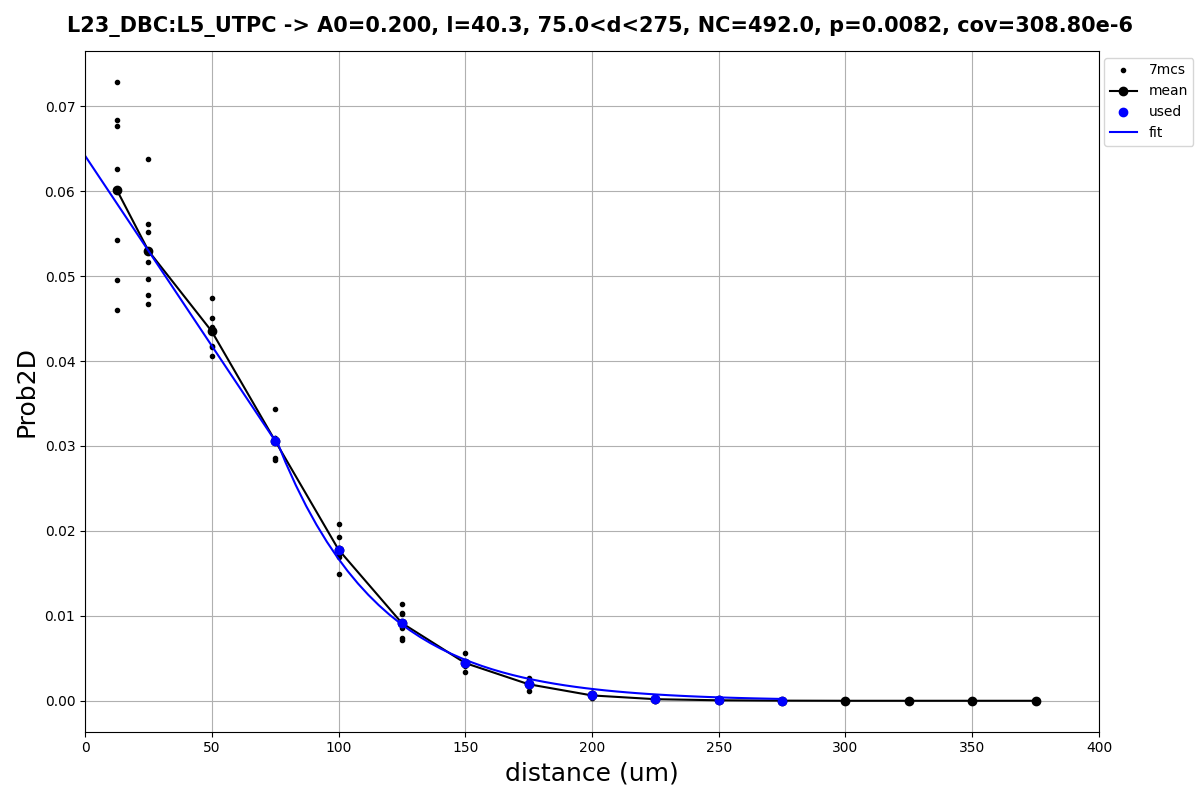 L23_DBC:L5_UTPC -> A0=0.200, l=40.3, 75.0<d<275, NC=492.0, p=0.0082, cov=308.80e-6
7mcs
mean
used
fit
0.07
0.06
0.05
0.04
0.03
0.02
0.01
0.00
Prob2D
0 50 100 150 200 250 300 350 400
distance (um)